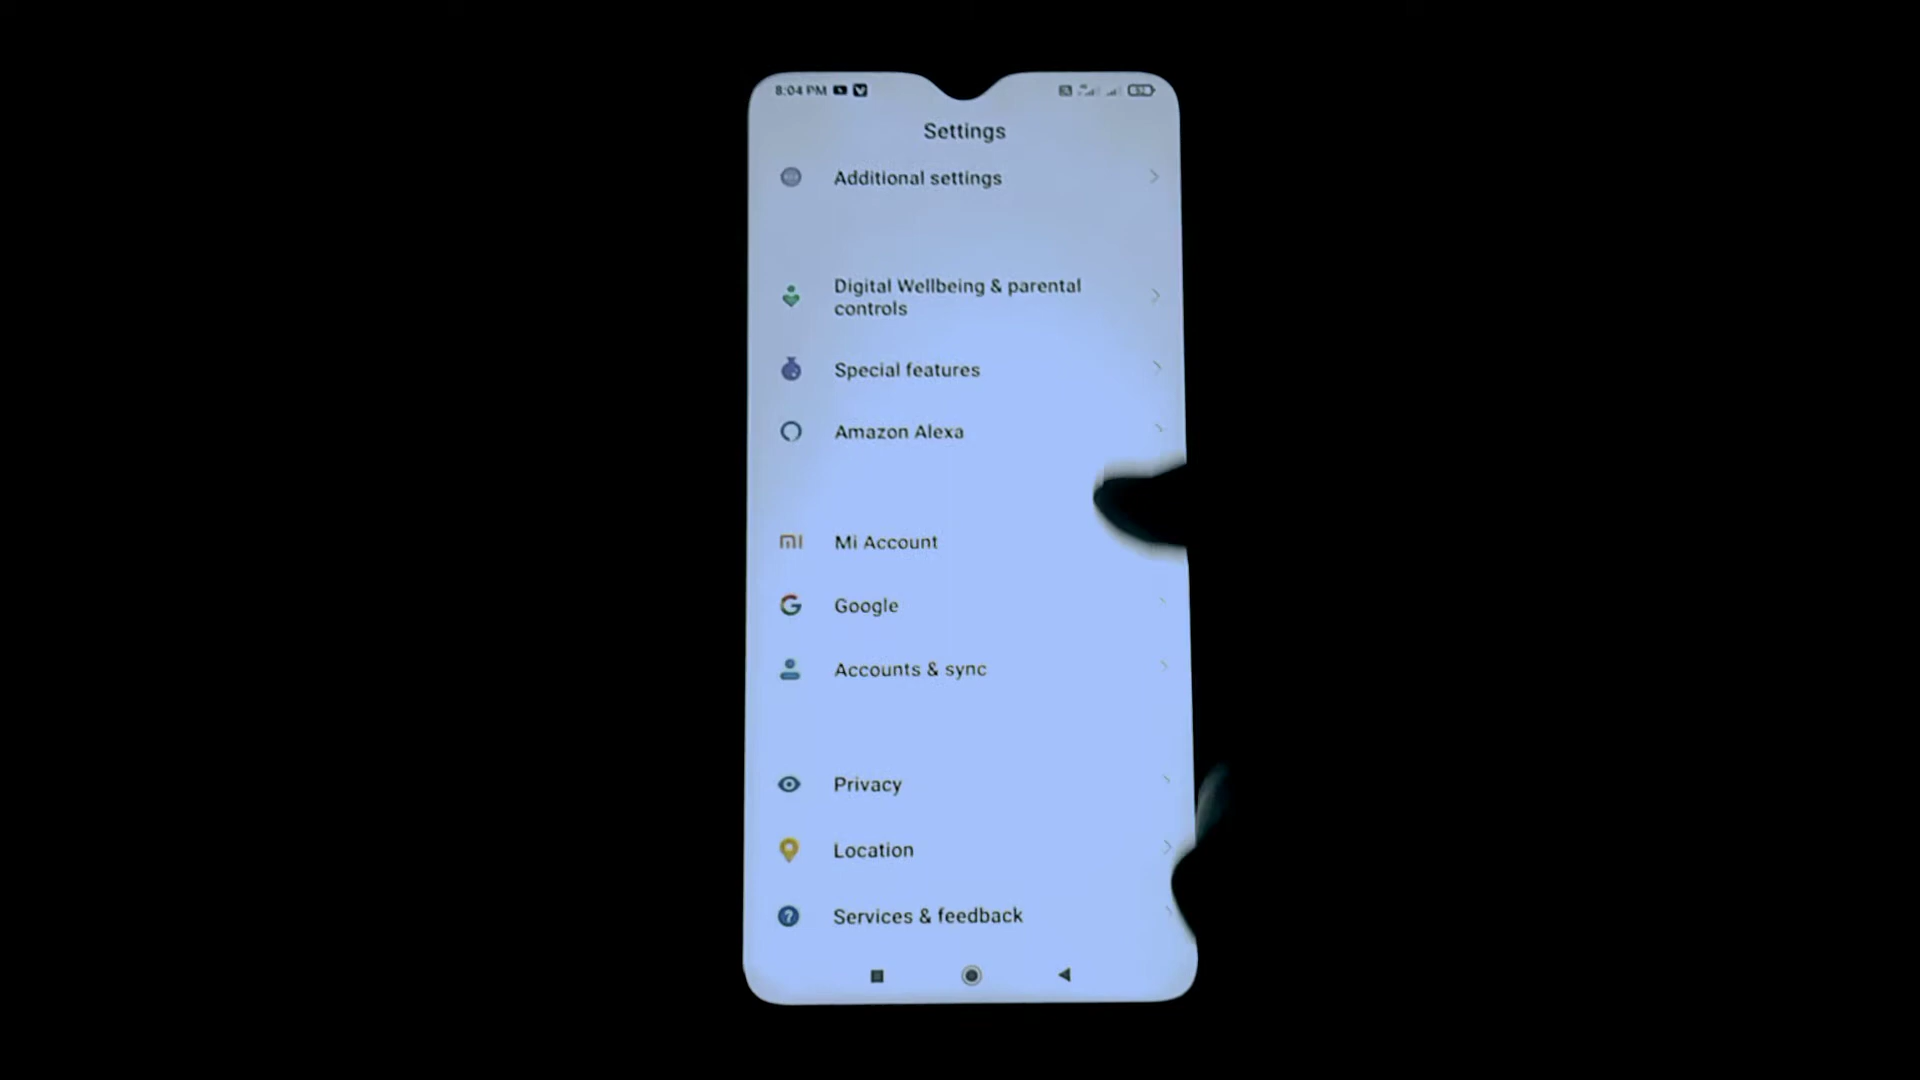 8:04 PM
Settings
Additional settings
Digital Wellbeing & parental
controls
Special features
Amazon Alexa
Mi Account
Google
Accounts & sync
Privacy
Location
Services & feedback